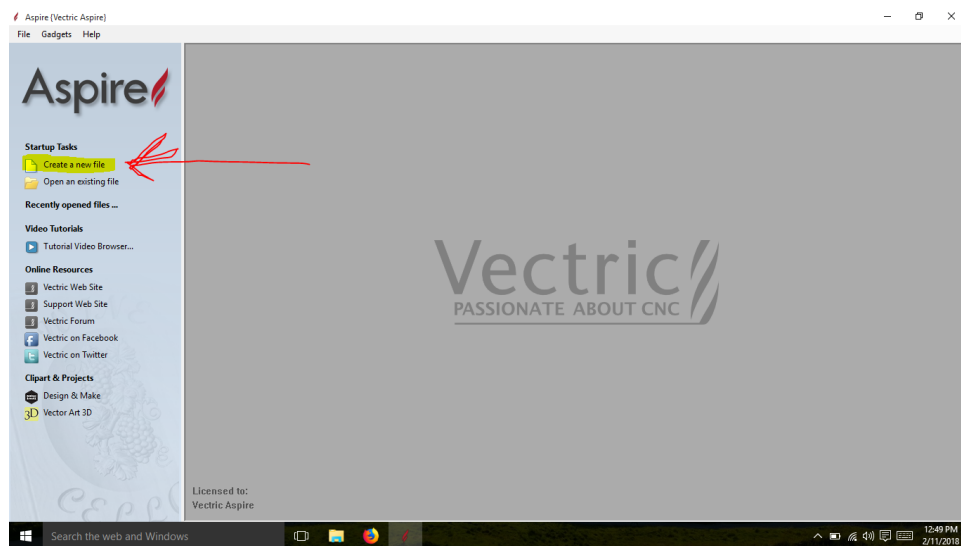 Aspire {Vectric Aspire}
File Gadgets Help
Aspire
Startup Tasks
Create a new file
Open an existing file
Recently opened files ...
Video Tutorials
Tutorial Video Browser...
Online Resources
Vectric Web Site
Support Web Site
Vectric Forum
Vectric on Facebook
Vectric on Twitter
Clipart & Projects
Design & Make
3D Vector Art 3D
Vectric
PASSIONATE ABOUT CNC
Licensed to:
Vectric Aspire
Search the web and Windows
12:49 PM
2/11/2018